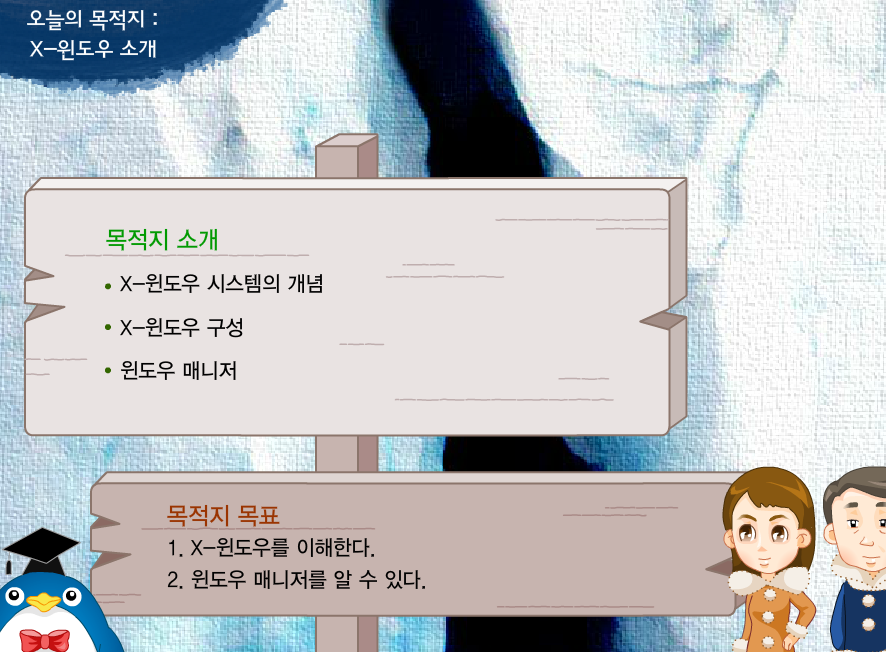 오늘의 목적지 :
X-윈도우 소개
목적지 소개
• X-윈도우 시스템의 개념
• X-윈도우 구성
• 윈도우 매니저
목적지 목표
1. X-윈도우를 이해한다.
2. 윈도우 매니저를 알 수 있다.